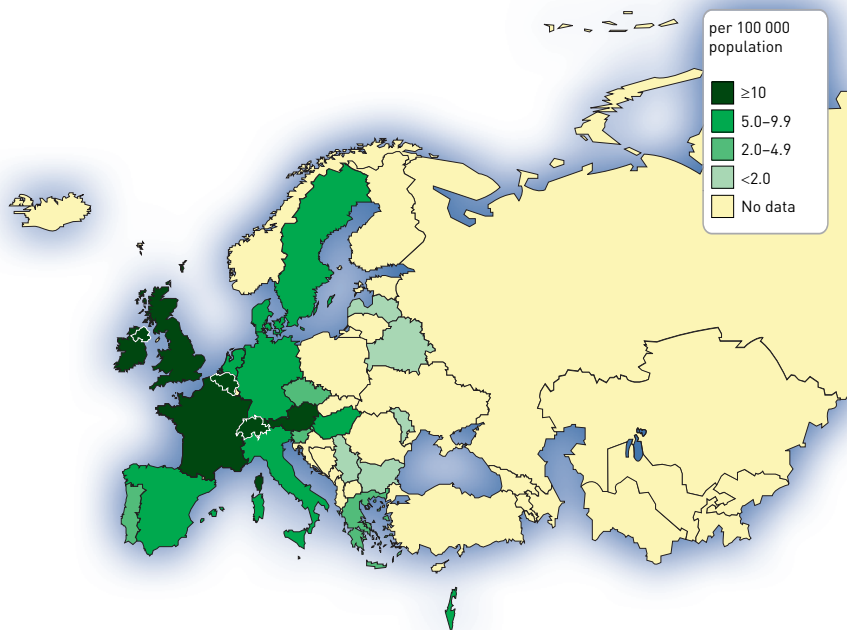 per 100 000
population
≥10
5.0–9.9
2.0–4.9
<2.0
No data